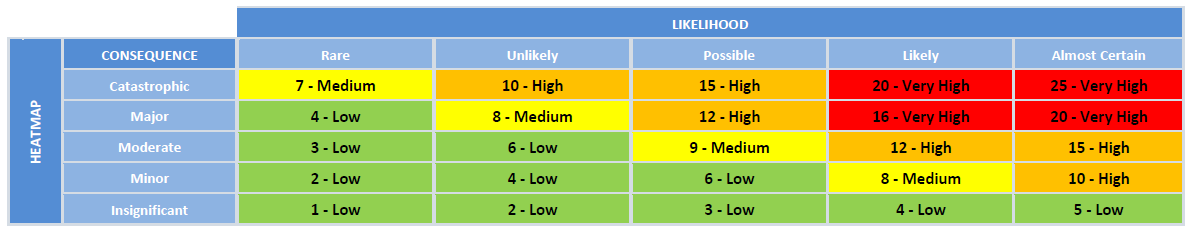 LIKELIHOOD
HEATMAP
CONSEQUENCE Rare Unlikely Possible Likely Almost Certain
Catastrophic 7 - Medium 10 - High 15 - High 20 - Very High 25 - Very High
Major 4 - Low 8 - Medium 12 - High 16 - Very High 20 - Very High
Moderate 3 - Low 6 - Low 9 - Medium 12 - High 15 - High
Minor 2 - Low 4 - Low 6 - Low 8 - Medium 10 - High
Insignificant 1 - Low 2 - Low 3 - Low 4 - Low 5 - Low